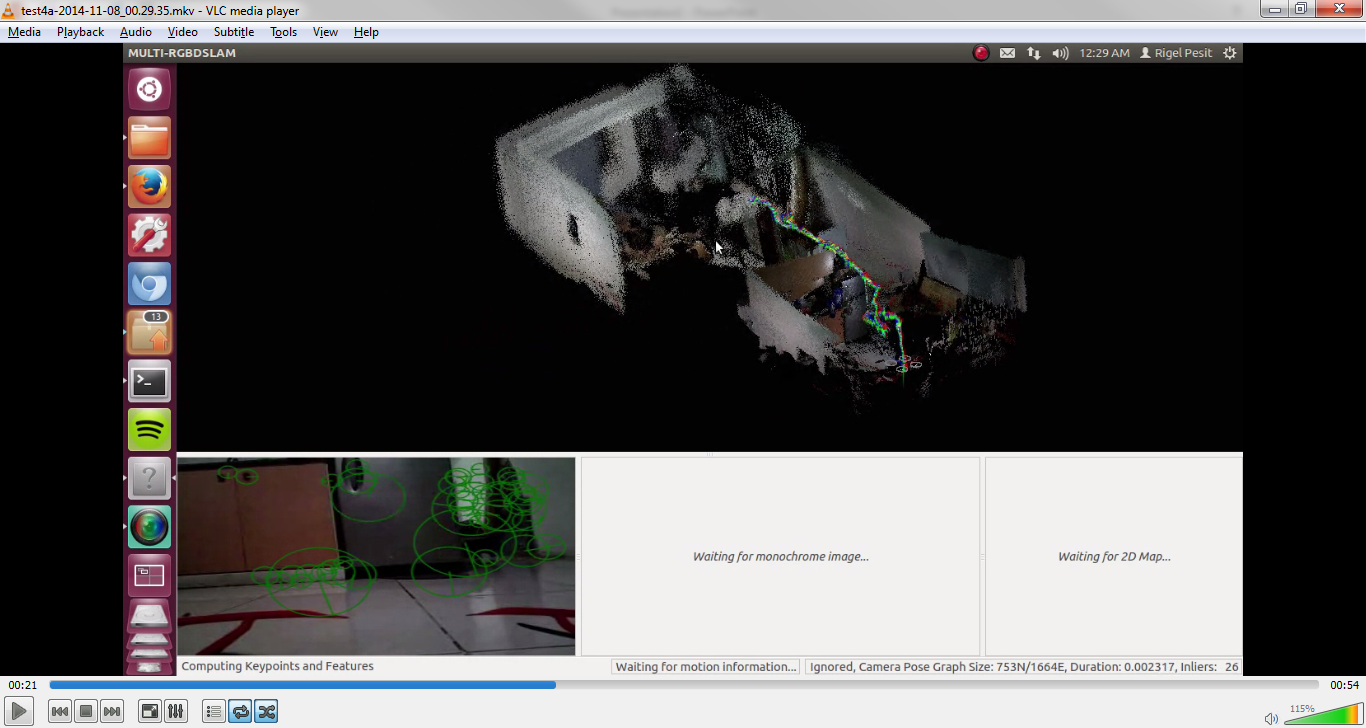 test4a-2014-11-08_00.29.35.mkv - VLC media player
Media Playback Audio Video Subtitle Tools View Help
MULTI-RGBDSLAM 12:29 AM Rigel Pesit
13
>_
?
Waiting for monochrome image...
Waiting for 2D Map...
Computing Keypoints and Features
Waiting for motion information...
Ignored, Camera Pose Graph Size: 753N/1664E, Duration: 0.002317, Inliers: 26
00:21 00:54
115%